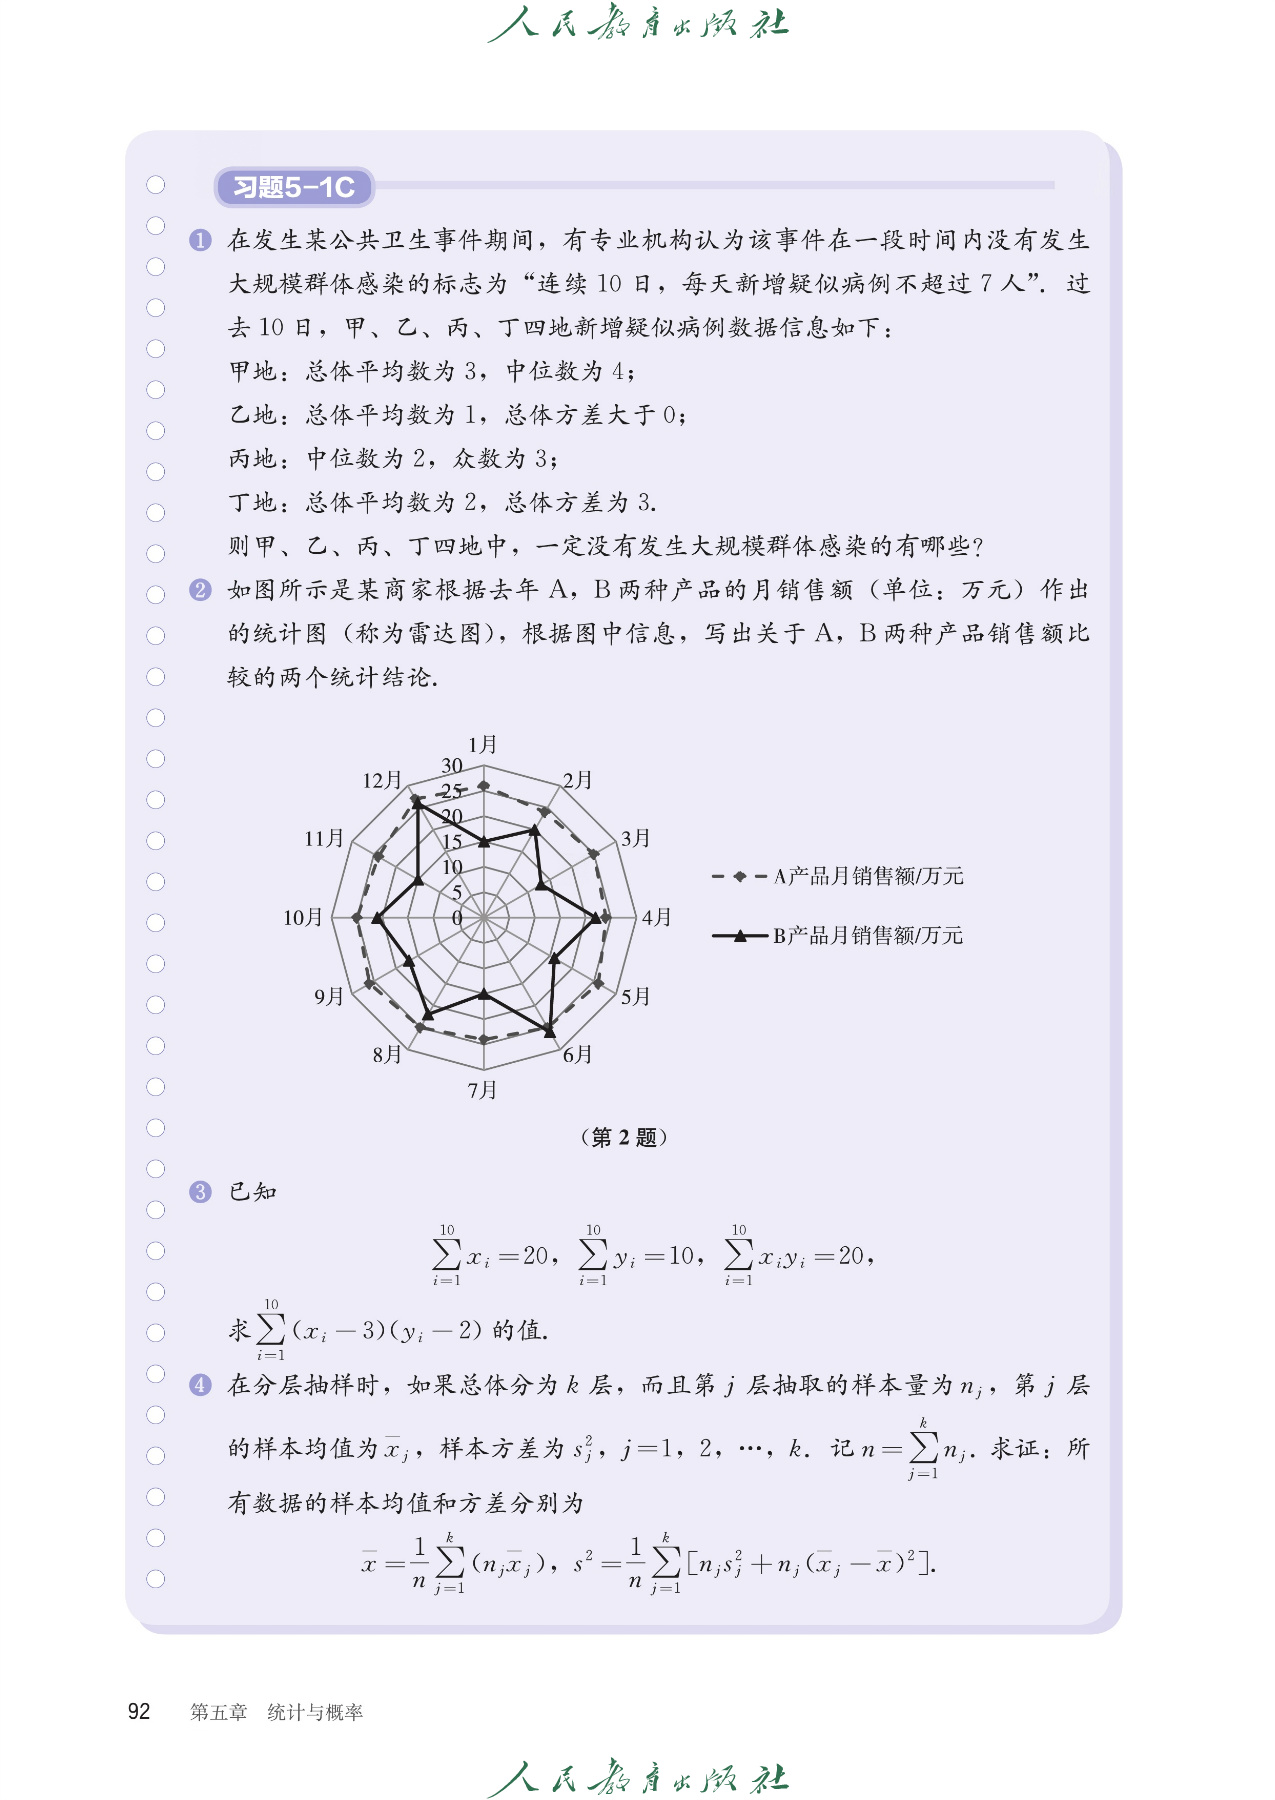 人民教育出版社
习题5-1C
❶ 在发生某公共卫生事件期间，有专业机构认为该事件在一段时间内没有发生
大规模群体感染的标志为“连续 10 日，每天新增疑似病例不超过 7 人”. 过
去 10 日，甲、乙、丙、丁四地新增疑似病例数据信息如下：
甲地：总体平均数为 3，中位数为 4；
乙地：总体平均数为 1，总体方差大于 0；
丙地：中位数为 2，众数为 3；
丁地：总体平均数为 2，总体方差为 3.
则甲、乙、丙、丁四地中，一定没有发生大规模群体感染的有哪些？
❷ 如图所示是某商家根据去年 A，B 两种产品的月销售额（单位：万元）作出
的统计图（称为雷达图），根据图中信息，写出关于 A，B 两种产品销售额比
较的两个统计结论.
1月
2月
3月
4月
5月
6月
7月
8月
9月
10月
11月
12月
30
25
20
15
10
5
0
A产品月销售额/万元
B产品月销售额/万元
（第 2 题）
❸ 已知
$\sum_{i=1}^{10} x_i=20$，$\sum_{i=1}^{10} y_i=10$，$\sum_{i=1}^{10} x_i y_i=20$，
求 $\sum_{i=1}^{10} (x_i-3)(y_i-2)$ 的值.
❹ 在分层抽样时，如果总体分为 k 层，而且第 j 层抽取的样本量为 $n_j$，第 j 层
的样本均值为 $\overline{x}_j$，样本方差为 $s_j^2$，j=1，2，…，k. 记 $n=\sum_{j=1}^{k} n_j$. 求证：所
有数据的样本均值和方差分别为
$\overline{x}=\frac{1}{n}\sum_{j=1}^{k}(n_j\overline{x}_j)$，$s^2=\frac{1}{n}\sum_{j=1}^{k}[n_js_j^2+n_j(\overline{x}_j-\overline{x})^2]$.
92 第五章 统计与概率
人民教育出版社